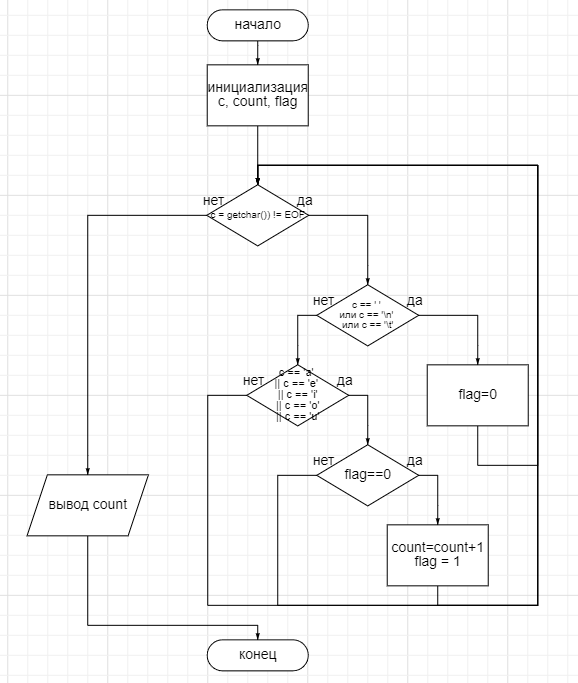 начало
инициализация
c, count, flag
нет
да
c = getchar()) != EOF
нет
да
c == ' '
или c == '\n'
или c == '\t'
нет
да
c == 'a'
|| c == 'e'
|| c == 'i'
|| c == 'o'
|| c == 'u'
flag=0
нет
да
flag==0
вывод count
count=count+1
flag = 1
конец